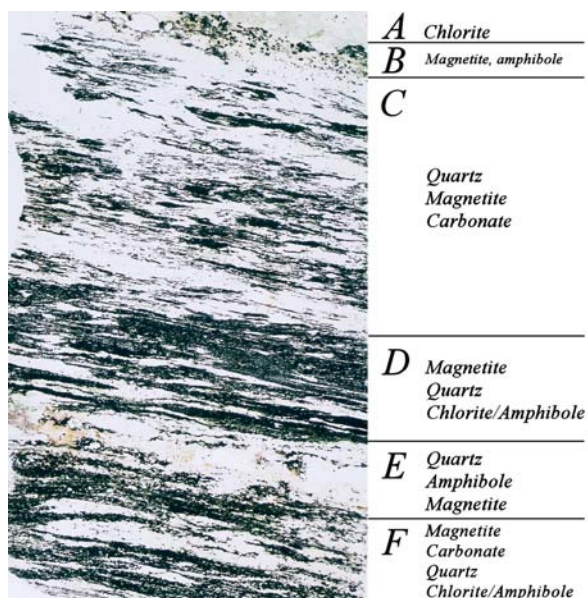 A Chlorite
B Magnetite, amphibole
C
Quartz
Magnetite
Carbonate
D Magnetite
Quartz
Chlorite/Amphibole
E Quartz
Amphibole
Magnetite
F Magnetite
Carbonate
Quartz
Chlorite/Amphibole